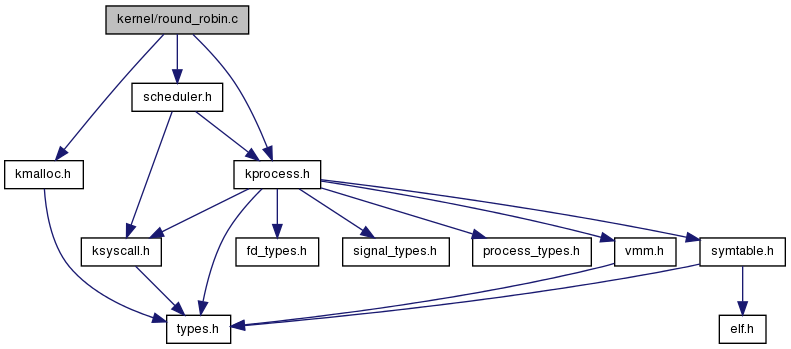 kernel/round_robin.c
scheduler.h
kmalloc.h
kprocess.h
ksyscall.h
fd_types.h
signal_types.h
process_types.h
vmm.h
symtable.h
types.h
elf.h